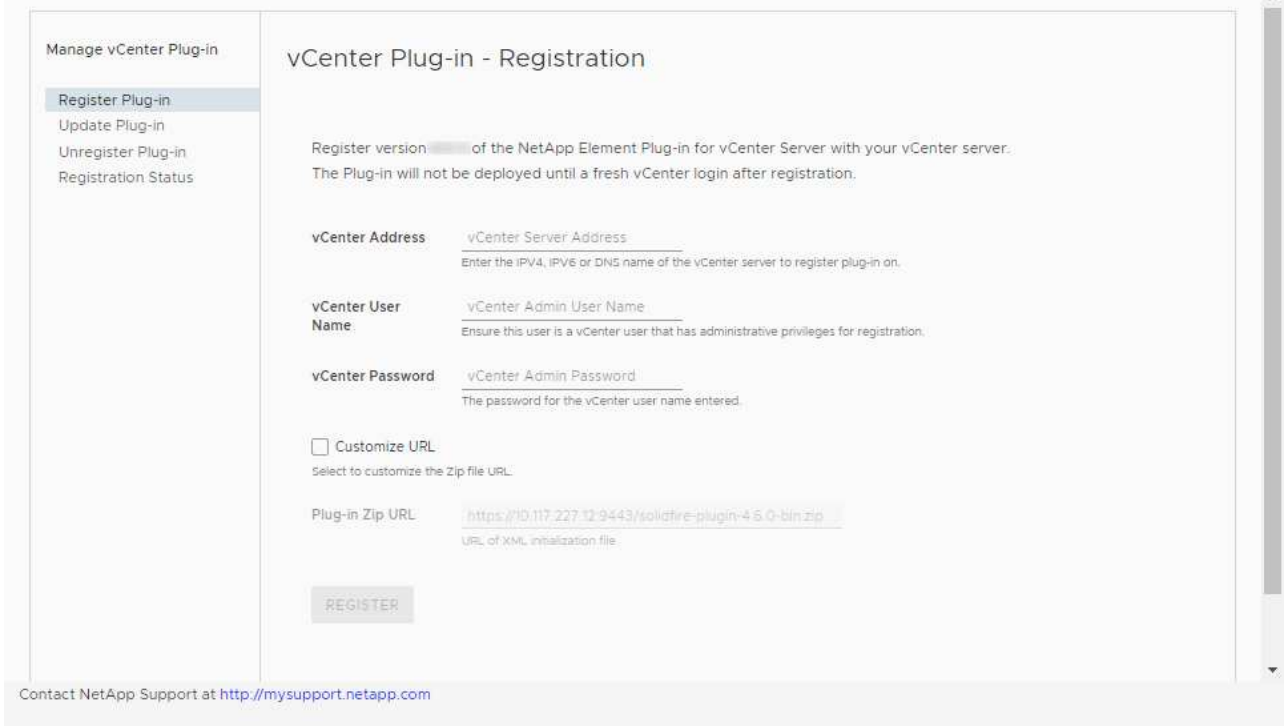 Manage vCenter Plug-in
Register Plug-in
Update Plug-in
Unregister Plug-in
Registration Status
vCenter Plug-in - Registration
Register version of the NetApp Element Plug-in for vCenter Server with your vCenter server.
The Plug-in will not be deployed until a fresh vCenter login after registration.
vCenter Address
vCenter Server Address
Enter the IPV4, IPV6 or DNS name of the vCenter server to register plug-in on.
vCenter User
Name
vCenter Admin User Name
Ensure this user is a vCenter user that has administrative privileges for registration.
vCenter Password
vCenter Admin Password
The password for the vCenter user name entered.
Customize URL
Select to customize the Zip file URL.
Plug-in Zip URL
https://10.117.227.12:9443/solidfire-plugin-4.6.0-bin.zip
URL of XML initialization file
REGISTER
Contact NetApp Support at http://mysupport.netapp.com